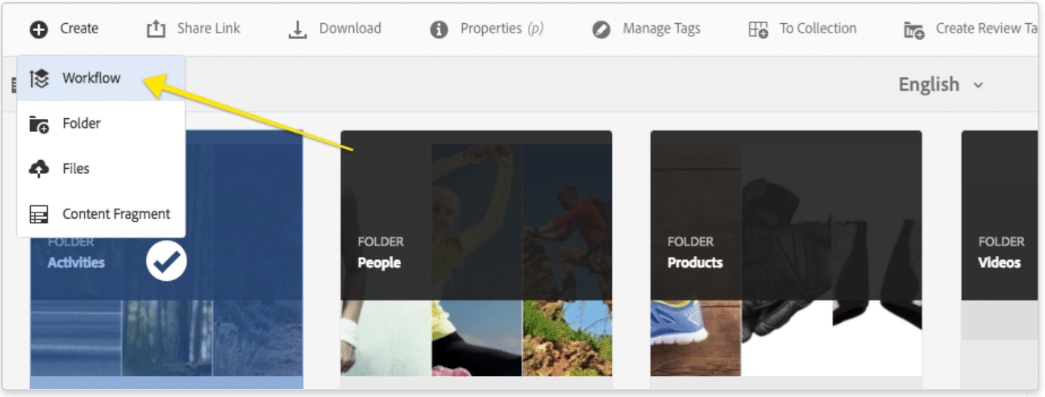 Create Share Link Download Properties (p) Manage Tags To Collection Create Review Ta
Workflow
English
Folder
Files
Content Fragment
FOLDER
Activities
FOLDER
People
FOLDER
Products
FOLDER
Videos